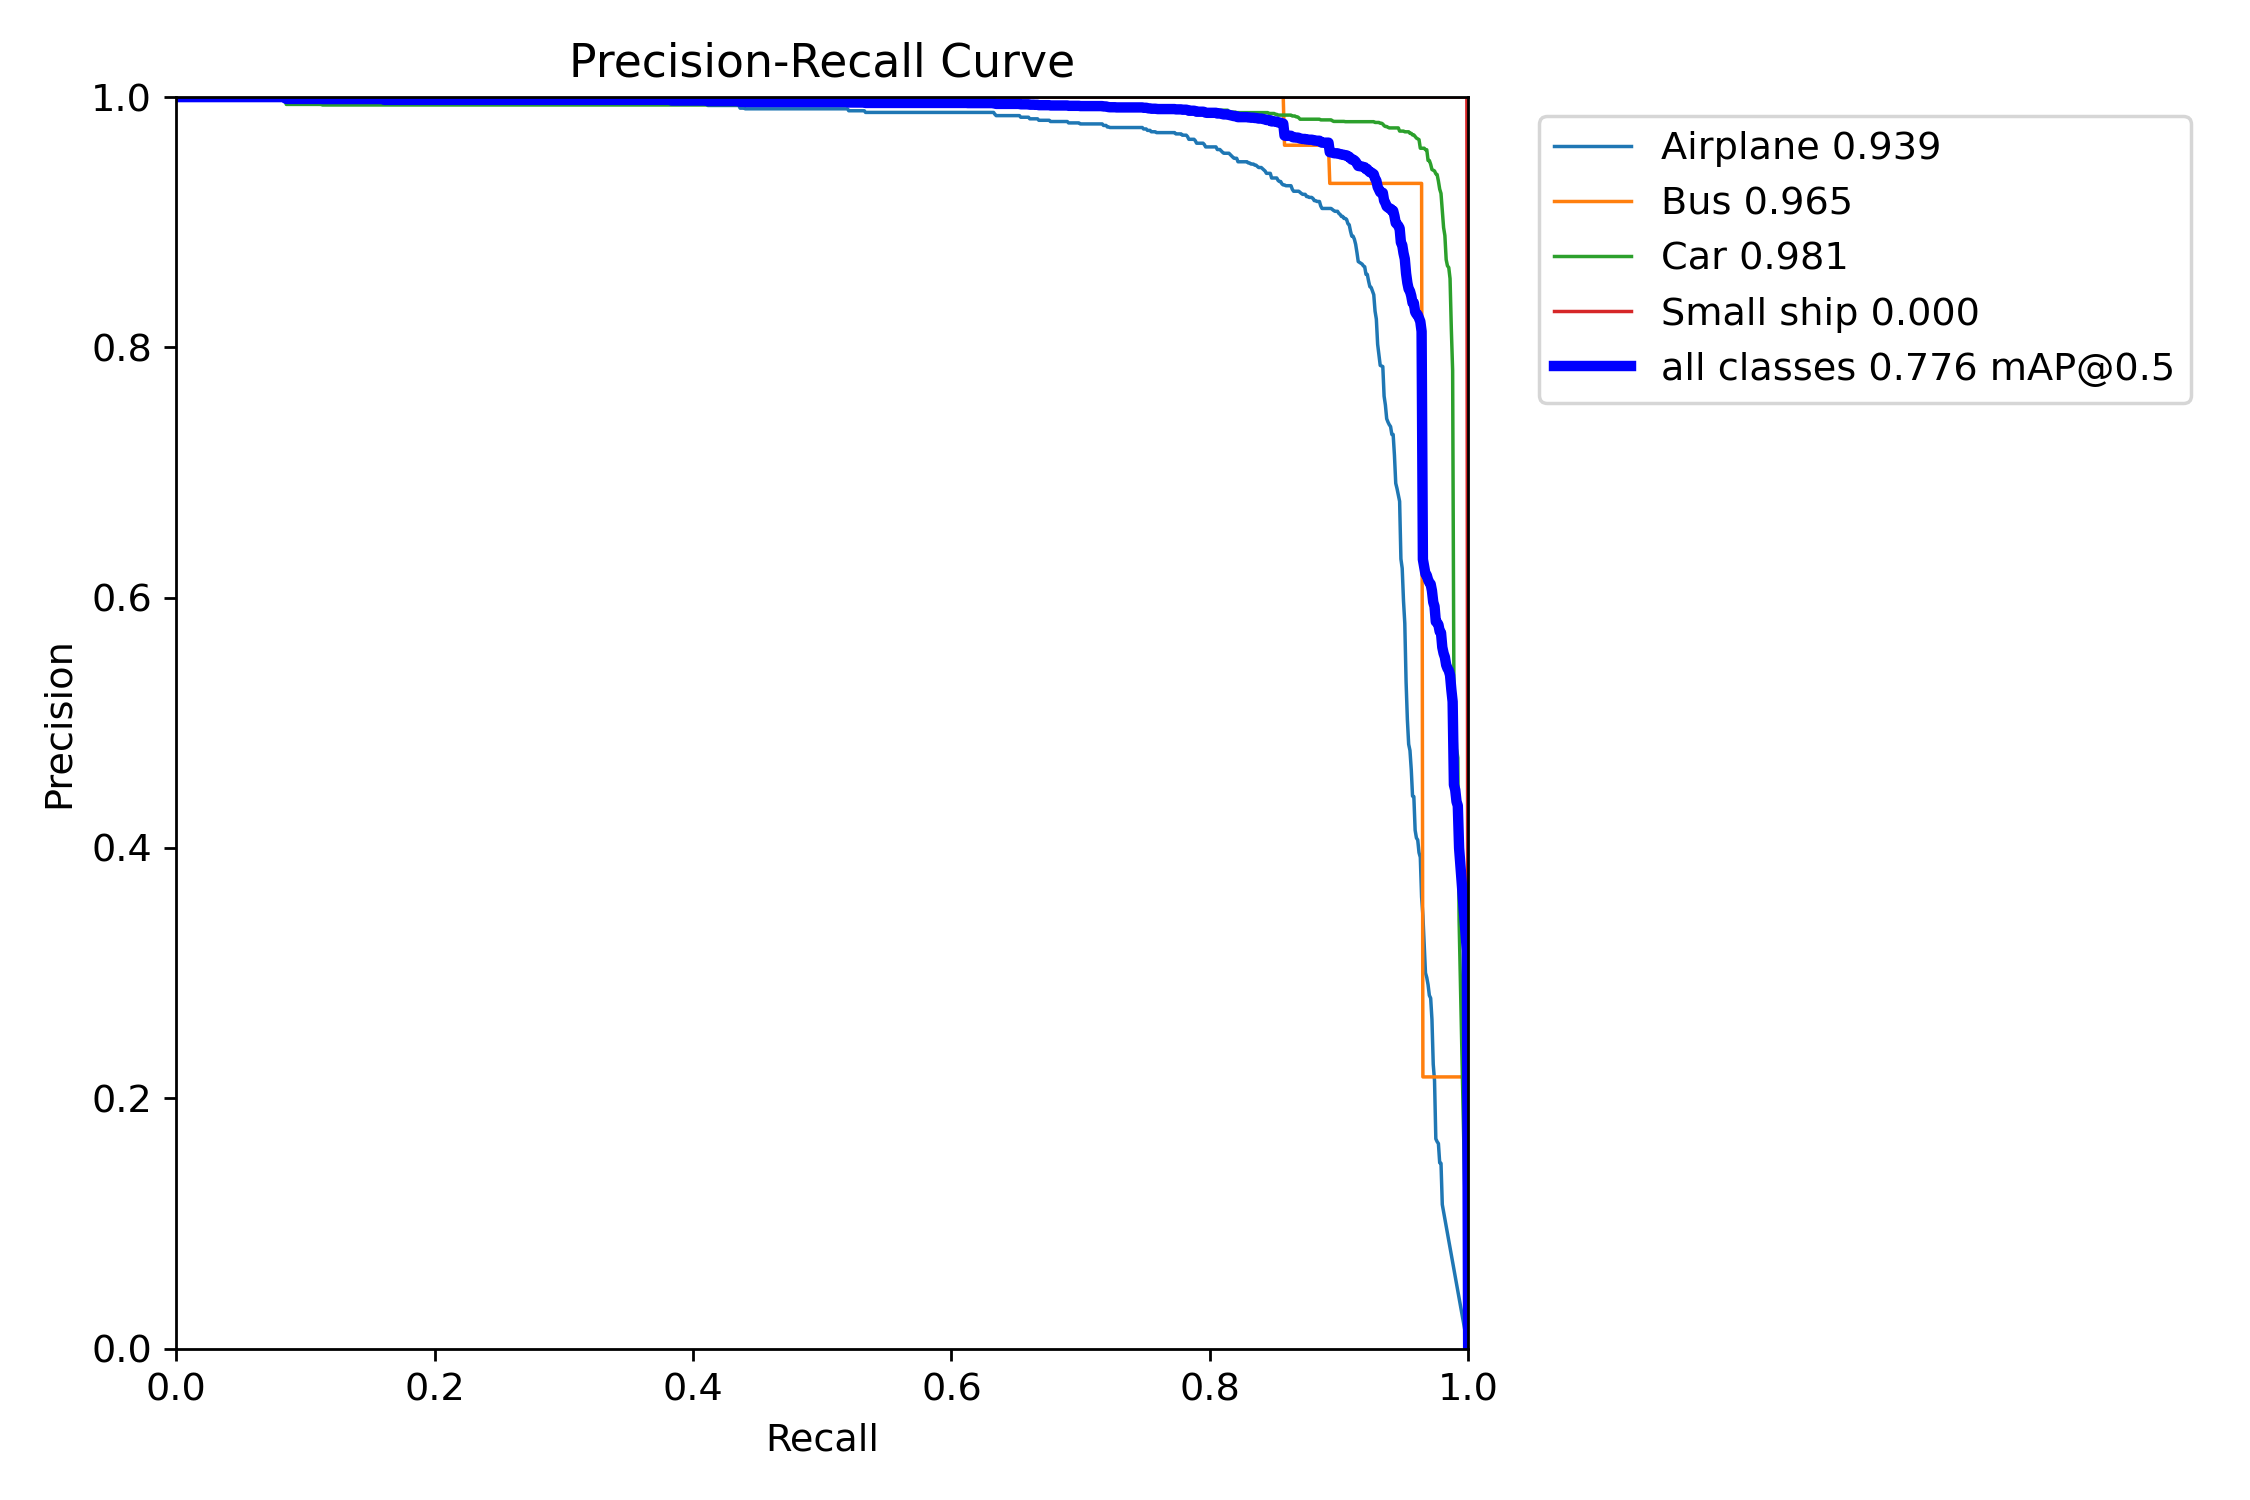 Precision-Recall Curve
1.0
0.8
0.6
0.4
0.2
0.0
Precision
0.0 0.2 0.4 0.6 0.8 1.0
Recall
Airplane 0.939
Bus 0.965
Car 0.981
Small ship 0.000
all classes 0.776 mAP@0.5